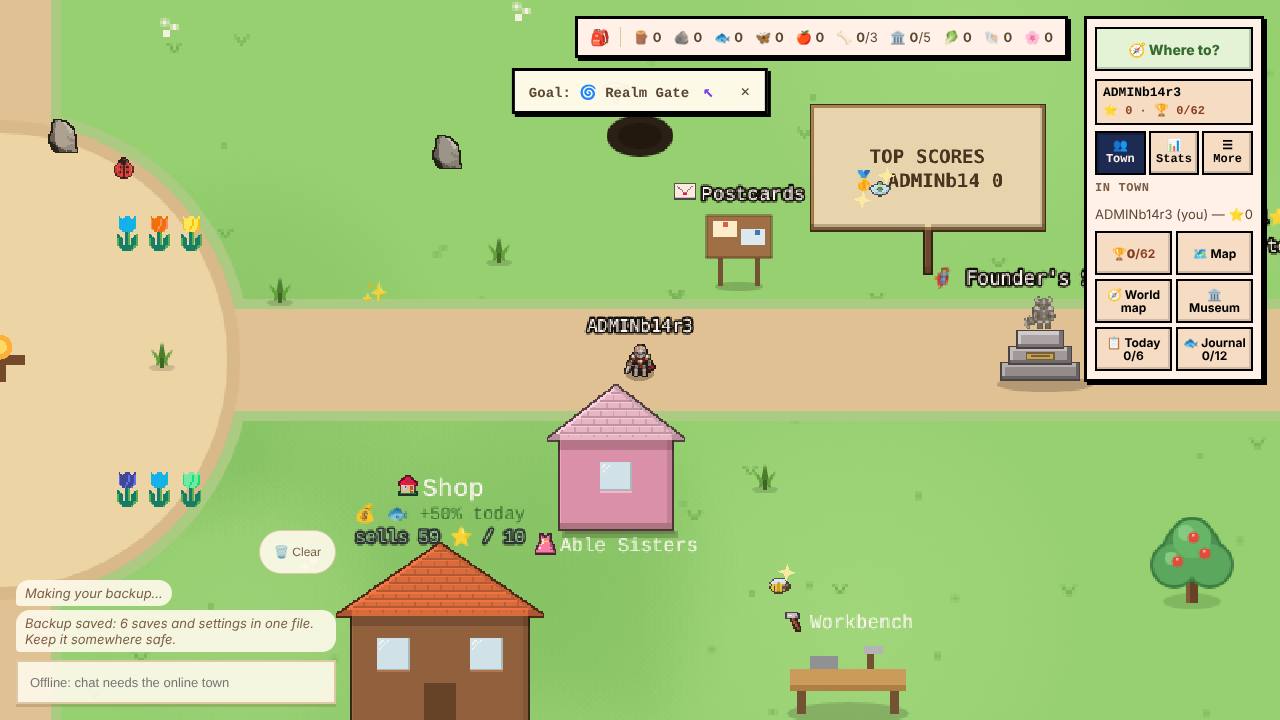 0 0 0 0 0 0/3 0/5 0 0 0
Goal: Realm Gate ×
Where to?
ADMINb14r3
0 · 0/62
Town
Stats
More
IN TOWN
ADMINb14r3 (you) — 0
0/62
Map
World map
Museum
Today 0/6
Journal 0/12
TOP SCORES
ADMINb14 0
Postcards
Founder's
ADMINb14r3
Shop
+50% today
sells 59 / 10
Able Sisters
Workbench
Clear
Making your backup...
Backup saved: 6 saves and settings in one file.
Keep it somewhere safe.
Offline: chat needs the online town